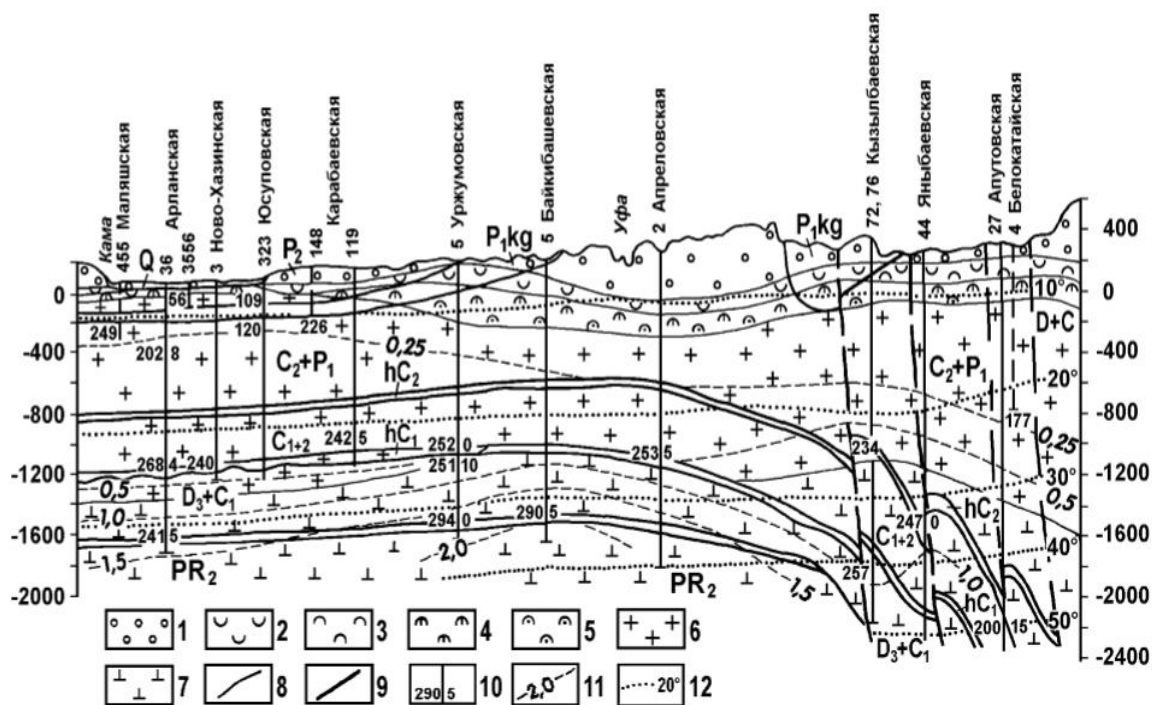 Кама
455 Маляшская
36 Арланская
3556
3 Ново-Хазинская
323 Юсуповская
148 Карабаевская
119
5 Уржумовская
5 Байкибашевская
Уфа
2 Апреловская
72, 76 Кызылбаевская
44 Яныбаевская
27 Апутовская
4 Белокатайская
400
0
-400
-800
-1200
-1600
-2000
-2400
0
-400
-800
-1200
-1600
-2000
Q
P2
P1kg
P1kg
56
109
249
120
226
202 8
0,25
C2+P1
hC2
C2+P1
10°
D+C
20°
177
0,25
C1+2
242 5
hC1
252 0
253 5
234
268 4
240
251 10
30°
0,5
D3+C1
0,5
1,0
hC2
247 0
C1+2
294 0
290 5
241 5
40°
1,5
2,0
257
1,0
1,5
hC1
PR2
PR2
200 15
50°
D3+C1
1
2
3
4
5
6
7
8
9
290 5
10
2,0
11
20°
12